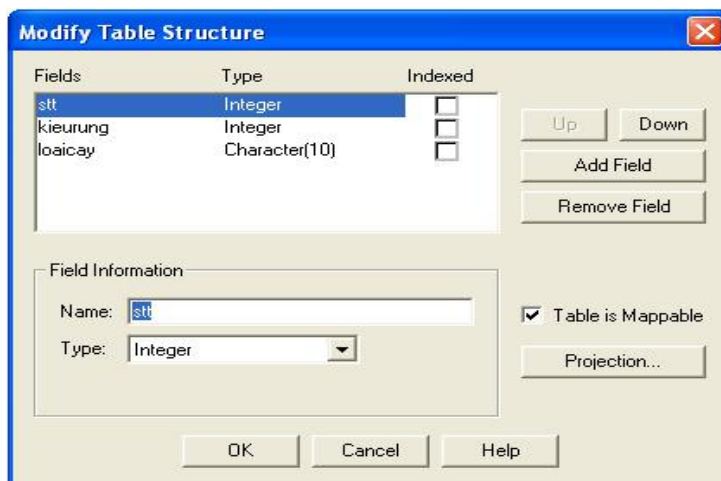 Modify Table Structure
Fields Type Indexed
stt Integer
kieurung Integer
loaicay Character(10)
Up Down
Add Field
Remove Field
Field Information
Name: stt
Type: Integer
Table is Mappable
Projection...
OK Cancel Help